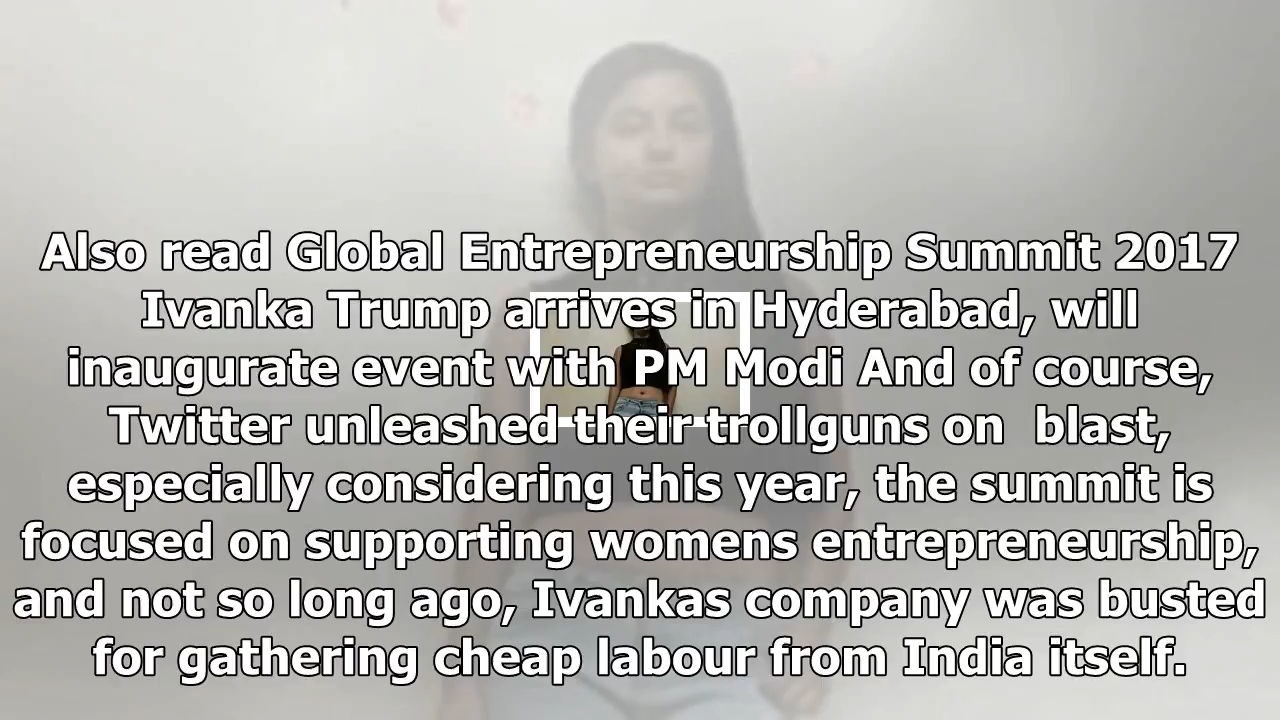 Also read Global Entrepreneurship Summit 2017
Ivanka Trump arrives in Hyderabad, will
inaugurate event with PM Modi And of course,
Twitter unleashed their trollguns on  blast,
especially considering this year, the summit is
focused on supporting womens entrepreneurship,
and not so long ago, Ivankas company was busted
for gathering cheap labour from India itself.